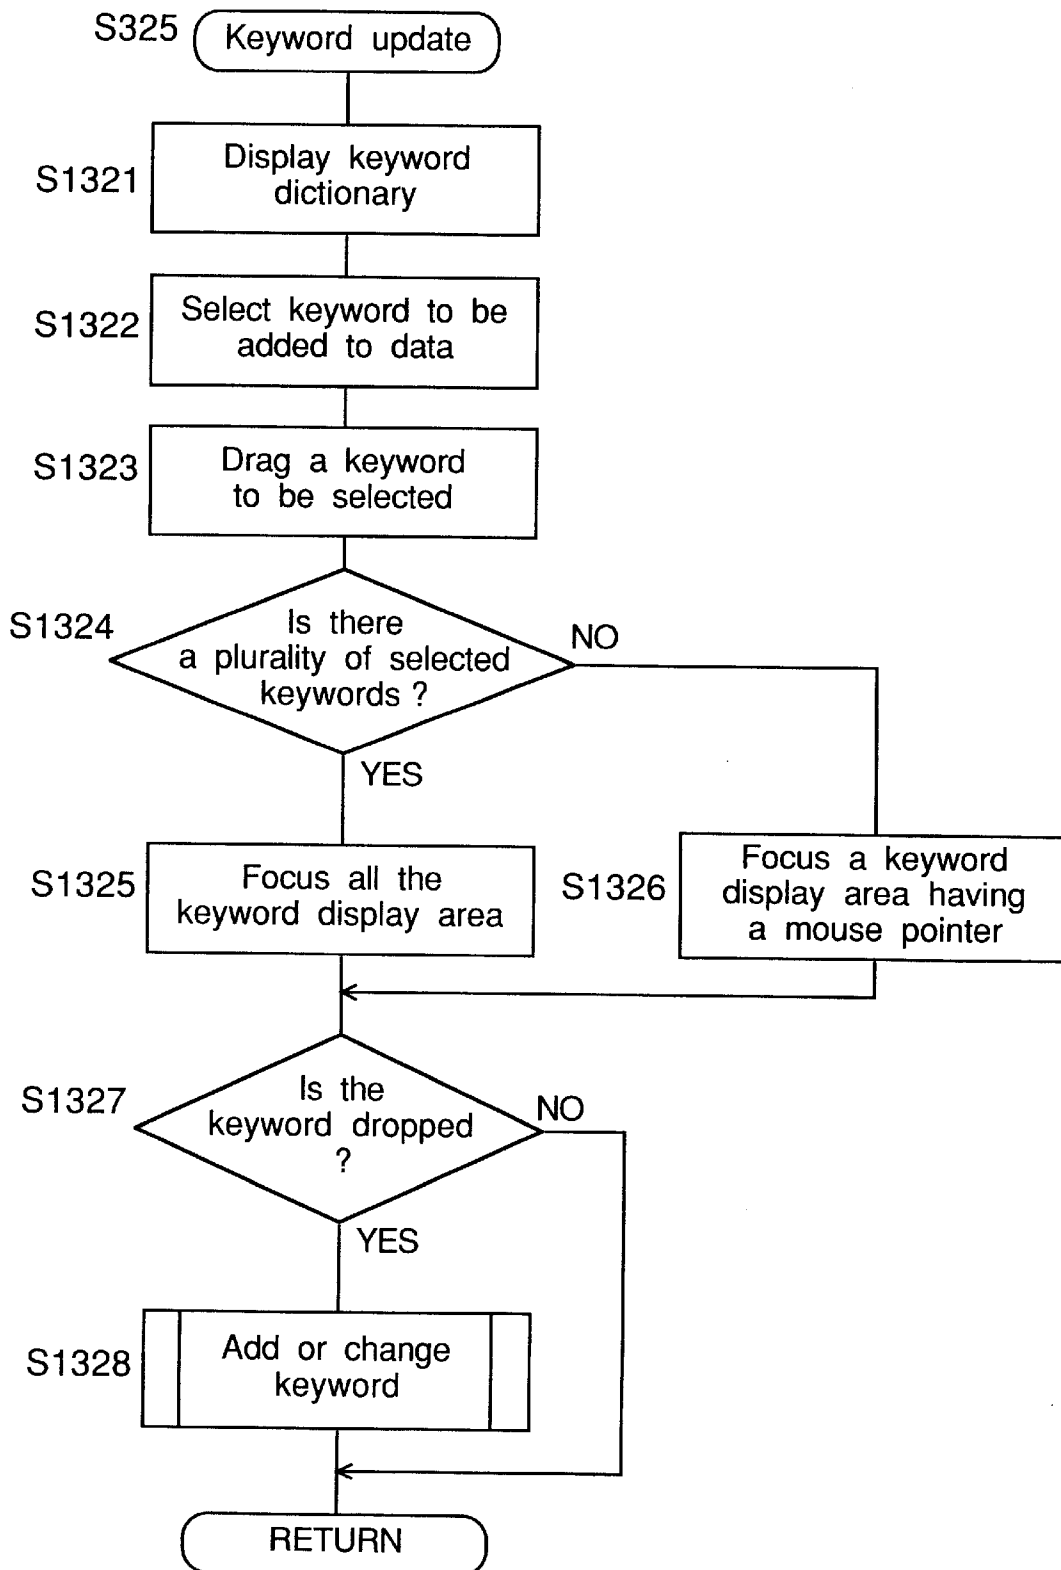 S325
Keyword update
S1321
Display keyword
dictionary
S1322
Select keyword to be
added to data
S1323
Drag a keyword
to be selected
S1324
Is there
a plurality of selected
keywords ?
NO
YES
S1325
Focus all the
keyword display area
S1326
Focus a keyword
display area having
a mouse pointer
S1327
Is the
keyword dropped
?
NO
YES
S1328
Add or change
keyword
RETURN